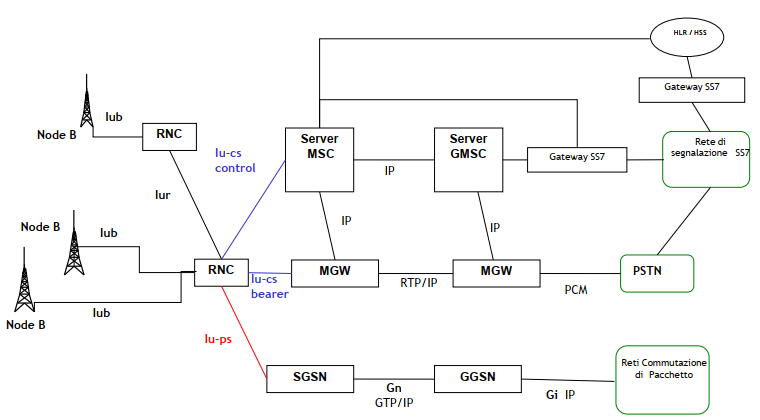 HLR / HSS
Gateway SS7
Iub
Node B
RNC
Iu-cs
control
Server
MSC
IP
Server
GMSC
Gateway SS7
Rete di
segnalazione SS7
Iur
Node B
Iub
IP
IP
RNC
Iu-cs
bearer
MGW
RTP/IP
MGW
PCM
PSTN
Node B
Iub
Iu-ps
SGSN
Gn
GTP/IP
GGSN
Gi IP
Reti Commutazione
di Pacchetto